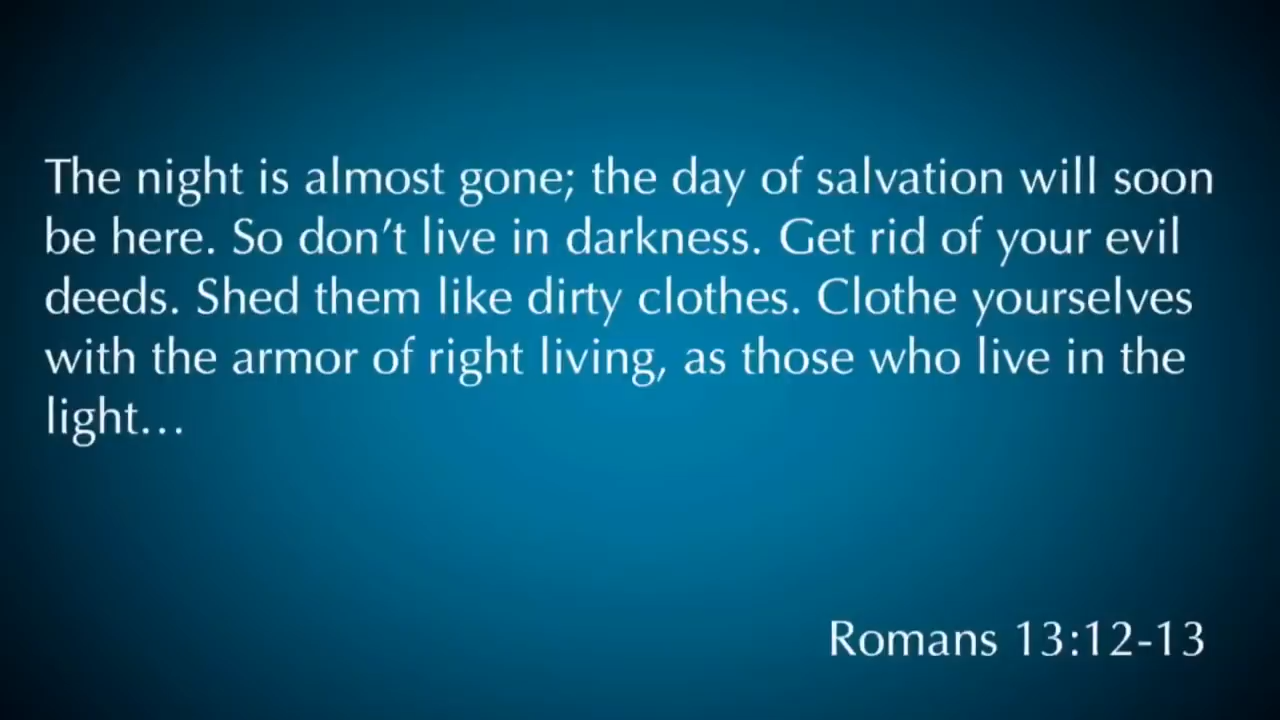 The night is almost gone; the day of salvation will soon
be here. So don’t live in darkness. Get rid of your evil
deeds. Shed them like dirty clothes. Clothe yourselves
with the armor of right living, as those who live in the
light…
Romans 13:12-13